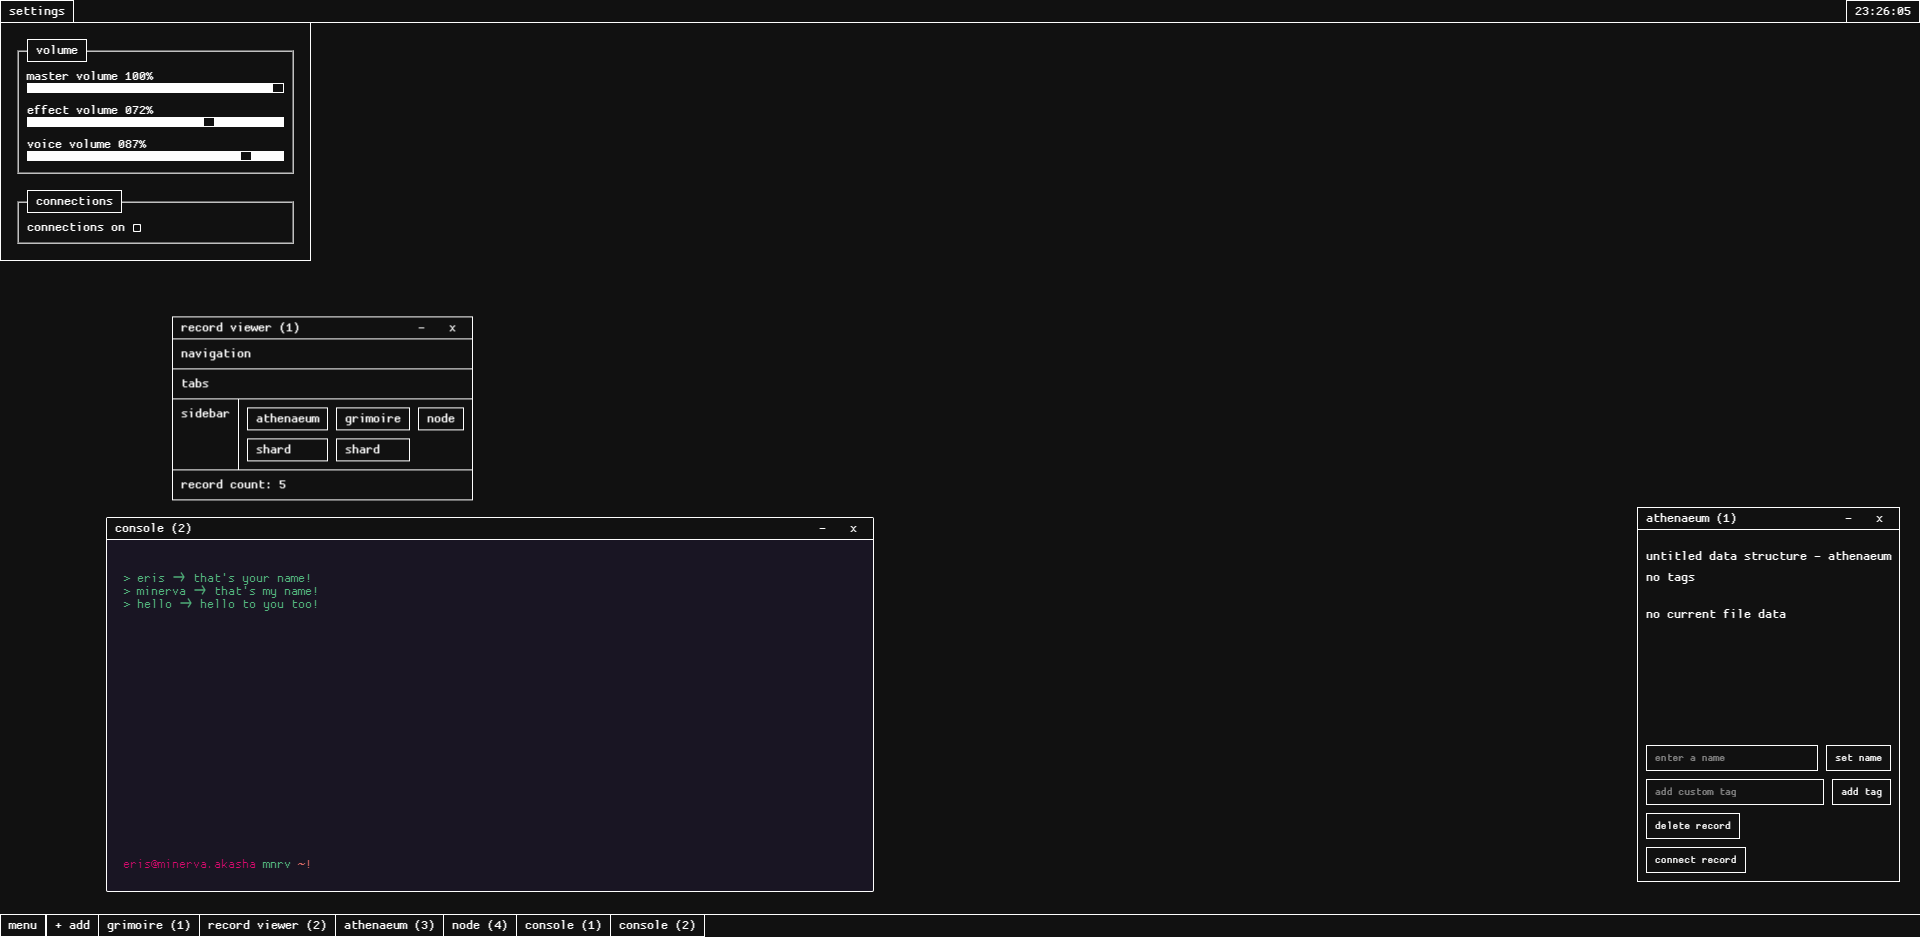 settings
23:26:05
volume
master volume 100%
effect volume 072%
voice volume 087%
connections
connections on
record viewer (1) - x
navigation
tabs
sidebar
athenaeum grimoire node
shard shard
record count: 5
console (2) - x
> eris -> that's your name!
> minerva -> that's my name!
> hello -> hello to you too!
eris@minerva.akasha mnrv ~!
athenaeum (1) - x
untitled data structure - athenaeum
no tags
no current file data
enter a name set name
add custom tag add tag
delete record
connect record
menu + add grimoire (1) record viewer (2) athenaeum (3) node (4) console (1) console (2)